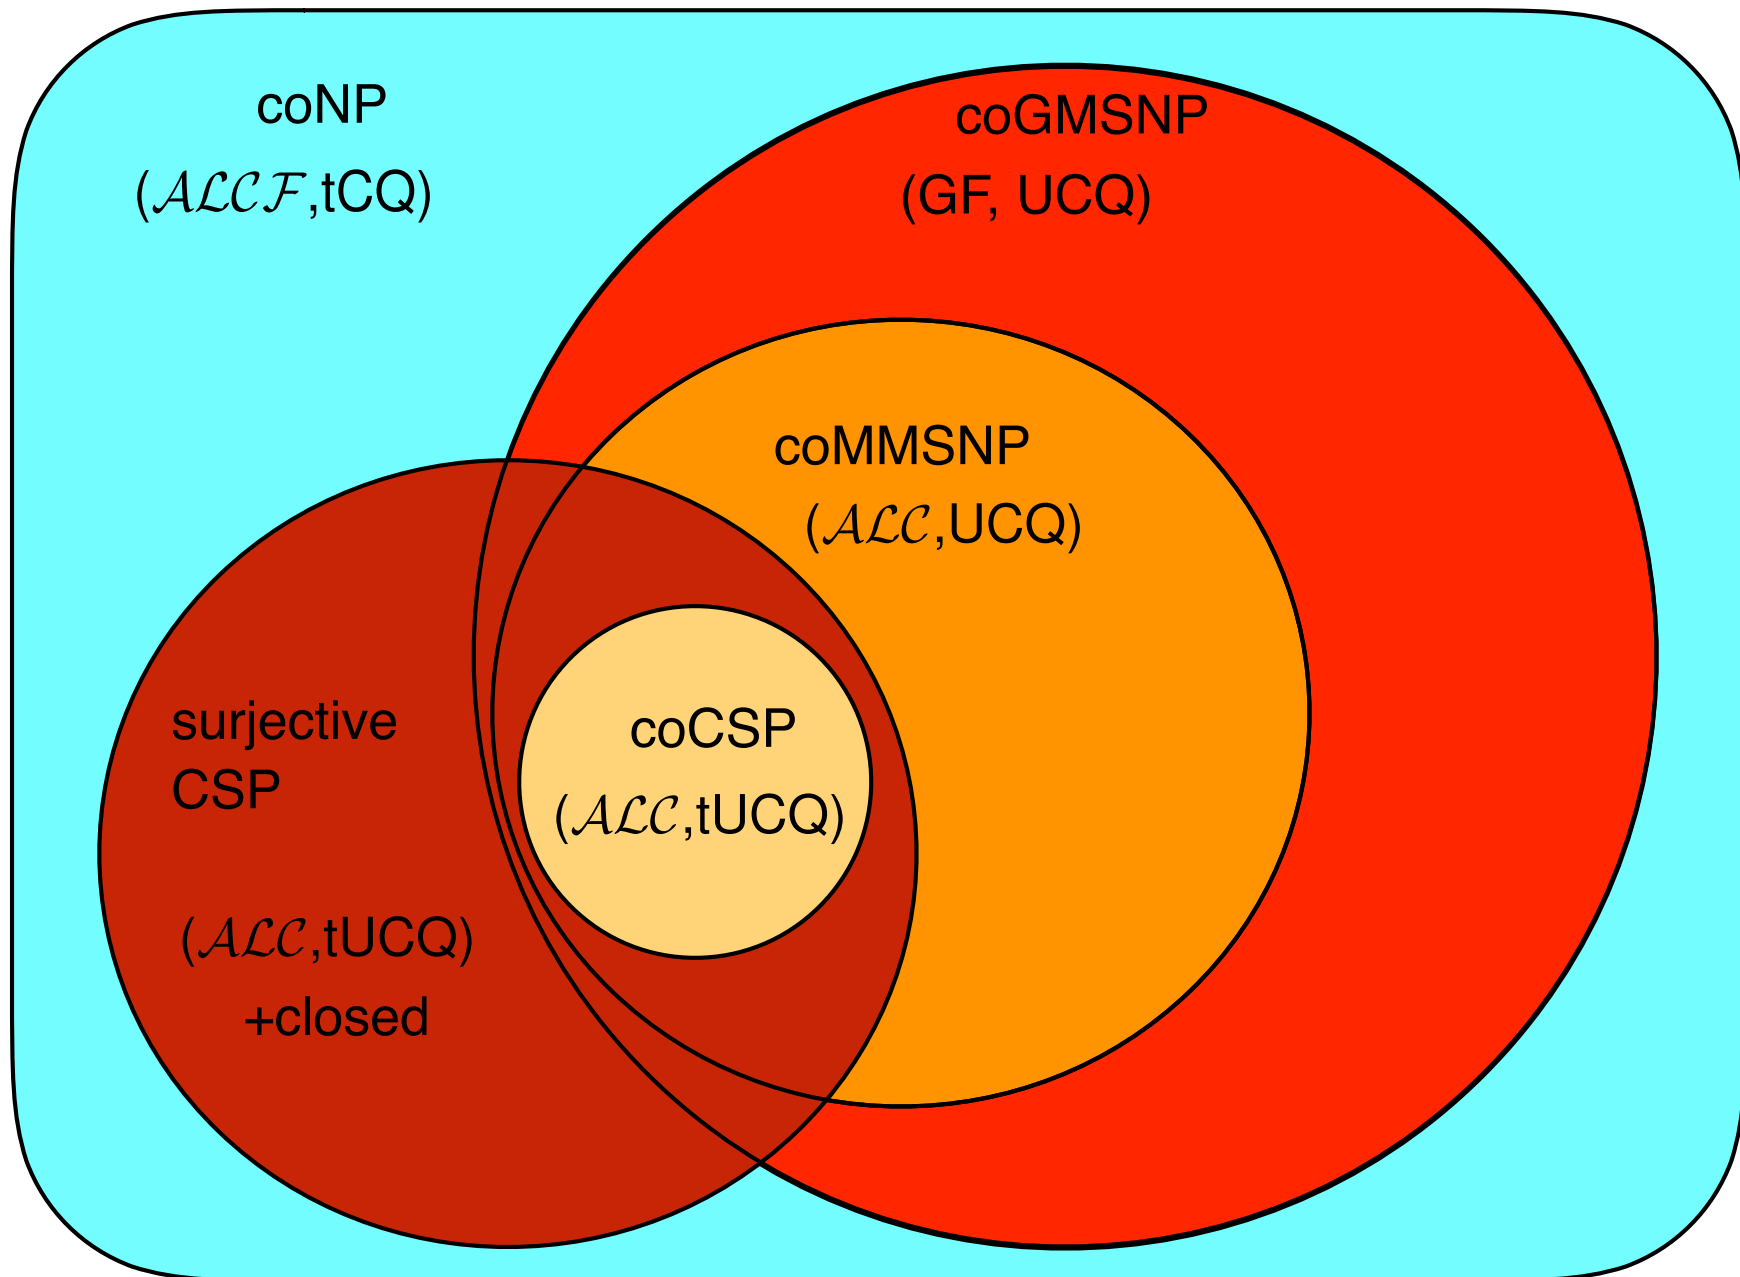 coNP
(𝒜ℒ𝒞ℱ,tCQ)
coGMSNP
(GF, UCQ)
coMMSNP
(𝒜ℒ𝒞,UCQ)
coCSP
(𝒜ℒ𝒞,tUCQ)
surjective
CSP
(𝒜ℒ𝒞,tUCQ)
+closed